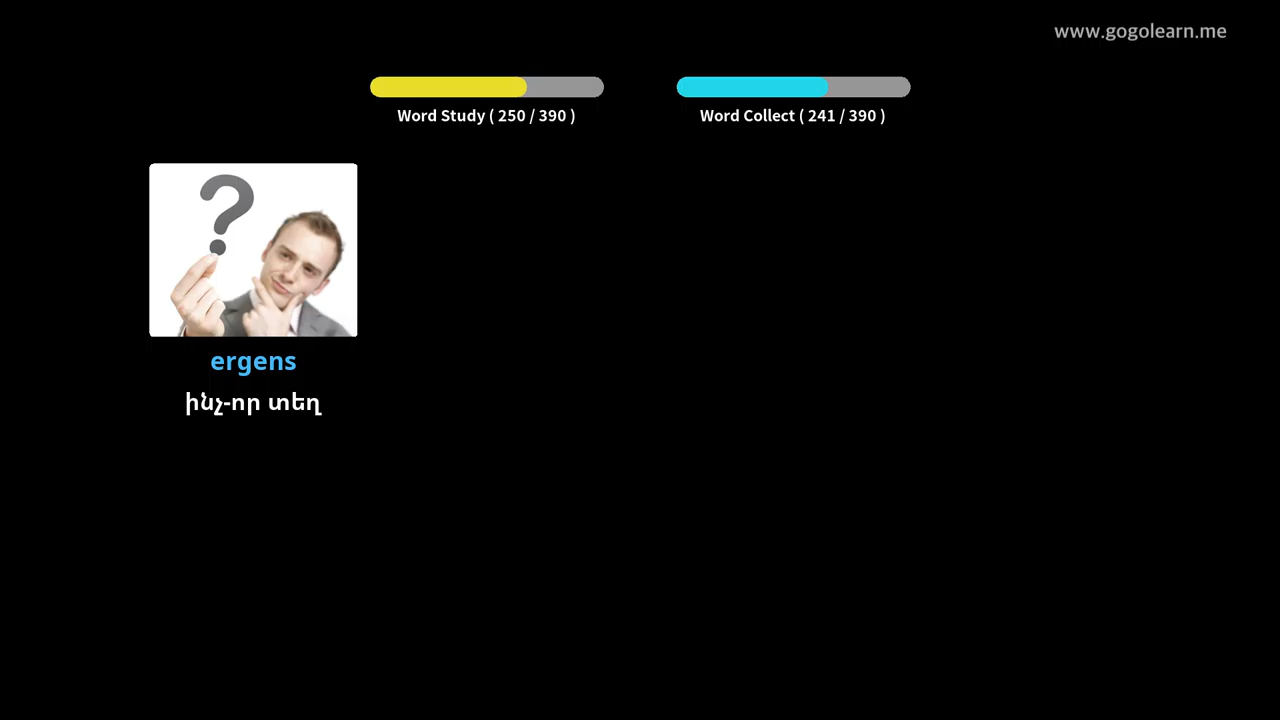 www.gogolearn.me
Word Study ( 250 / 390 )
Word Collect ( 241 / 390 )
?
ergens
ինչ-որ տեղ